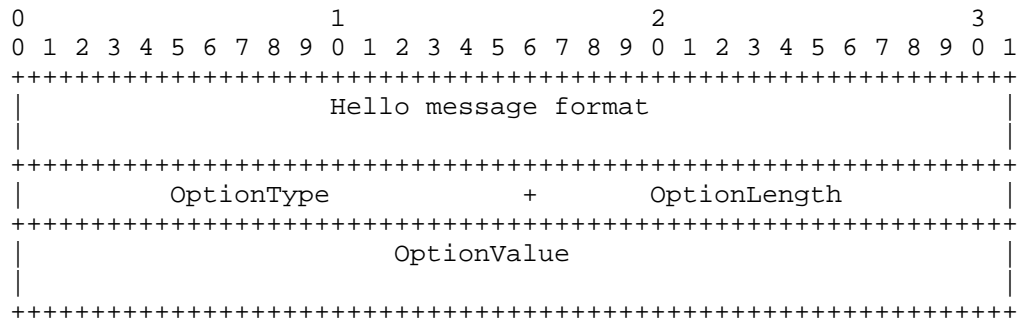 0                   1                   2                   3
0 1 2 3 4 5 6 7 8 9 0 1 2 3 4 5 6 7 8 9 0 1 2 3 4 5 6 7 8 9 0 1
+++++++++++++++++++++++++++++++++++++++++++++++++++++++++++++++
|                   Hello message format                      |
|                                                             |
+++++++++++++++++++++++++++++++++++++++++++++++++++++++++++++++
|         OptionType            +       OptionLength          |
+++++++++++++++++++++++++++++++++++++++++++++++++++++++++++++++
|                       OptionValue                           |
|                                                             |
+++++++++++++++++++++++++++++++++++++++++++++++++++++++++++++++